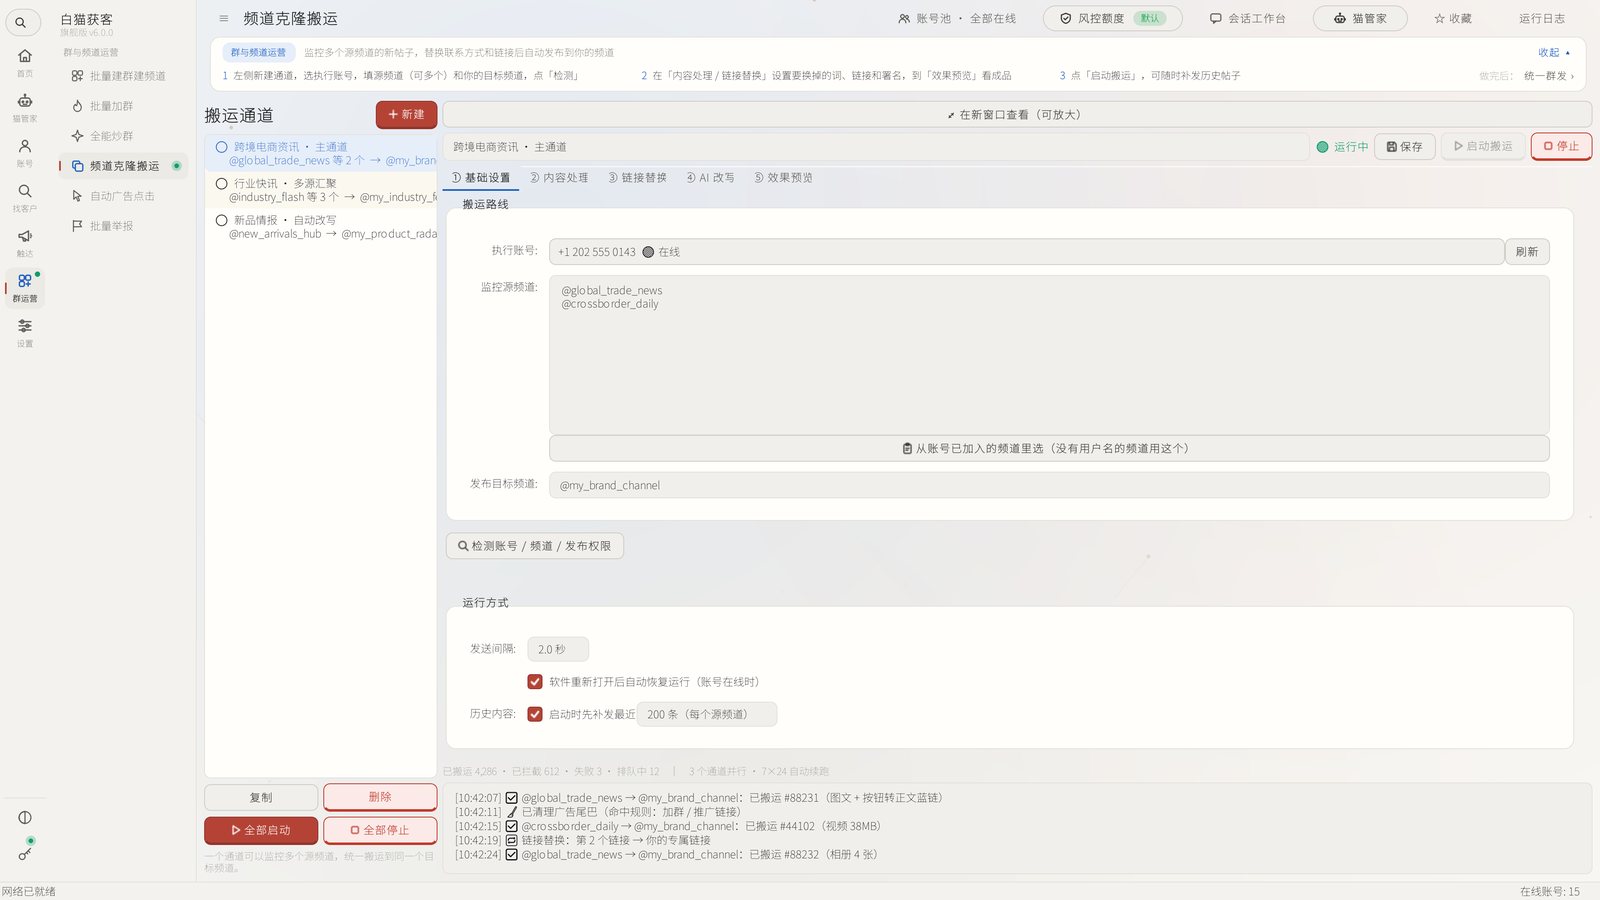 白猫获客
旗舰版 v6.0.0
首页
猫管家
账号
找客户
触达
群运营
设置
群与频道运营
批量建群建频道
批量加群
全能炒群
频道克隆搬运
自动广告点击
批量举报
频道克隆搬运
账号池 · 全部在线
风控额度 默认
会话工作台
猫管家
☆ 收藏
运行日志
群与频道运营 监控多个源频道的新帖子，替换联系方式和链接后自动发布到你的频道
收起
1 左侧新建通道，选执行账号，填源频道（可多个）和你的目标频道，点「检测」
2 在「内容处理 / 链接替换」设置要换掉的词、链接和署名，到「效果预览」看成品
3 点「启动搬运」，可随时补发历史帖子
做完后： 统一群发 ›
搬运通道
+ 新建
跨境电商资讯 · 主通道
@global_trade_news 等 2 个 → @my_bran
行业快讯 · 多源汇聚
@industry_flash 等 3 个 → @my_industry_f
新品情报 · 自动改写
@new_arrivals_hub → @my_product_rada
复制
删除
全部启动
全部停止
一个通道可以监控多个源频道，统一搬运到同一个目标频道。
在新窗口查看（可放大）
跨境电商资讯 · 主通道
运行中
保存
启动搬运
停止
① 基础设置
② 内容处理
③ 链接替换
④ AI 改写
⑤ 效果预览
搬运路线
执行账号:
+1 202 555 0143 在线
刷新
监控源频道:
@global_trade_news
@crossborder_daily
从账号已加入的频道里选（没有用户名的频道用这个）
发布目标频道:
@my_brand_channel
检测账号 / 频道 / 发布权限
运行方式
发送间隔:
2.0 秒
软件重新打开后自动恢复运行（账号在线时）
历史内容:
启动时先补发最近
200 条（每个源频道）
已搬运 4,286 · 已拦截 612 · 失败 3 · 排队中 12 | 3 个通道并行 · 7×24 自动续跑
[10:42:07] @global_trade_news → @my_brand_channel：已搬运 #88231（图文 + 按钮转正文蓝链）
[10:42:11] 已清理广告尾巴（命中规则：加群 / 推广链接）
[10:42:15] @crossborder_daily → @my_brand_channel：已搬运 #44102（视频 38MB）
[10:42:19] 链接替换：第 2 个链接 → 你的专属链接
[10:42:24] @global_trade_news → @my_brand_channel：已搬运 #88232（相册 4 张）
网络已就绪
在线账号: 15